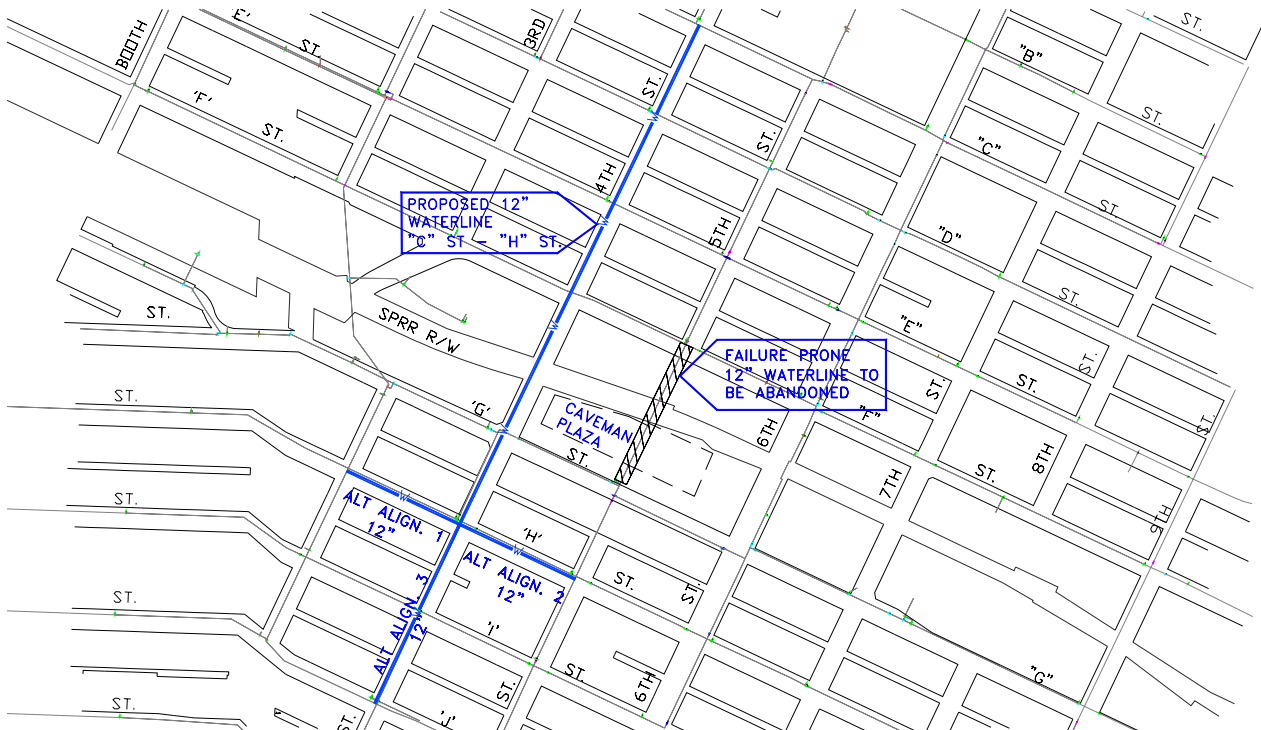 BOOTH
E'
ST.
3RD
ST.
"B"
ST.
'F'
ST.
ST.
"C"
ST.
4TH
ST.
W
PROPOSED 12"
WATERLINE
"C" ST – "H" ST.
W
5TH
"D"
ST.
ST.
SPRR R/W
W
"E"
ST.
ST.
FAILURE PRONE
12" WATERLINE TO
BE ABANDONED
ST.
ST.
'G'
W
CAVEMAN
PLAZA
ST.
6TH
"F"
ST.
7TH
8TH
9TH
ST.
ST.
W
ALT ALIGN. 1
12"
'H'
W
ALT ALIGN. 2
12"
ST.
ST.
ST.
ALT ALIGN. 3
12"
W
'I'
ST.
6TH
"G"
ST.
ST.
ST.
'J'